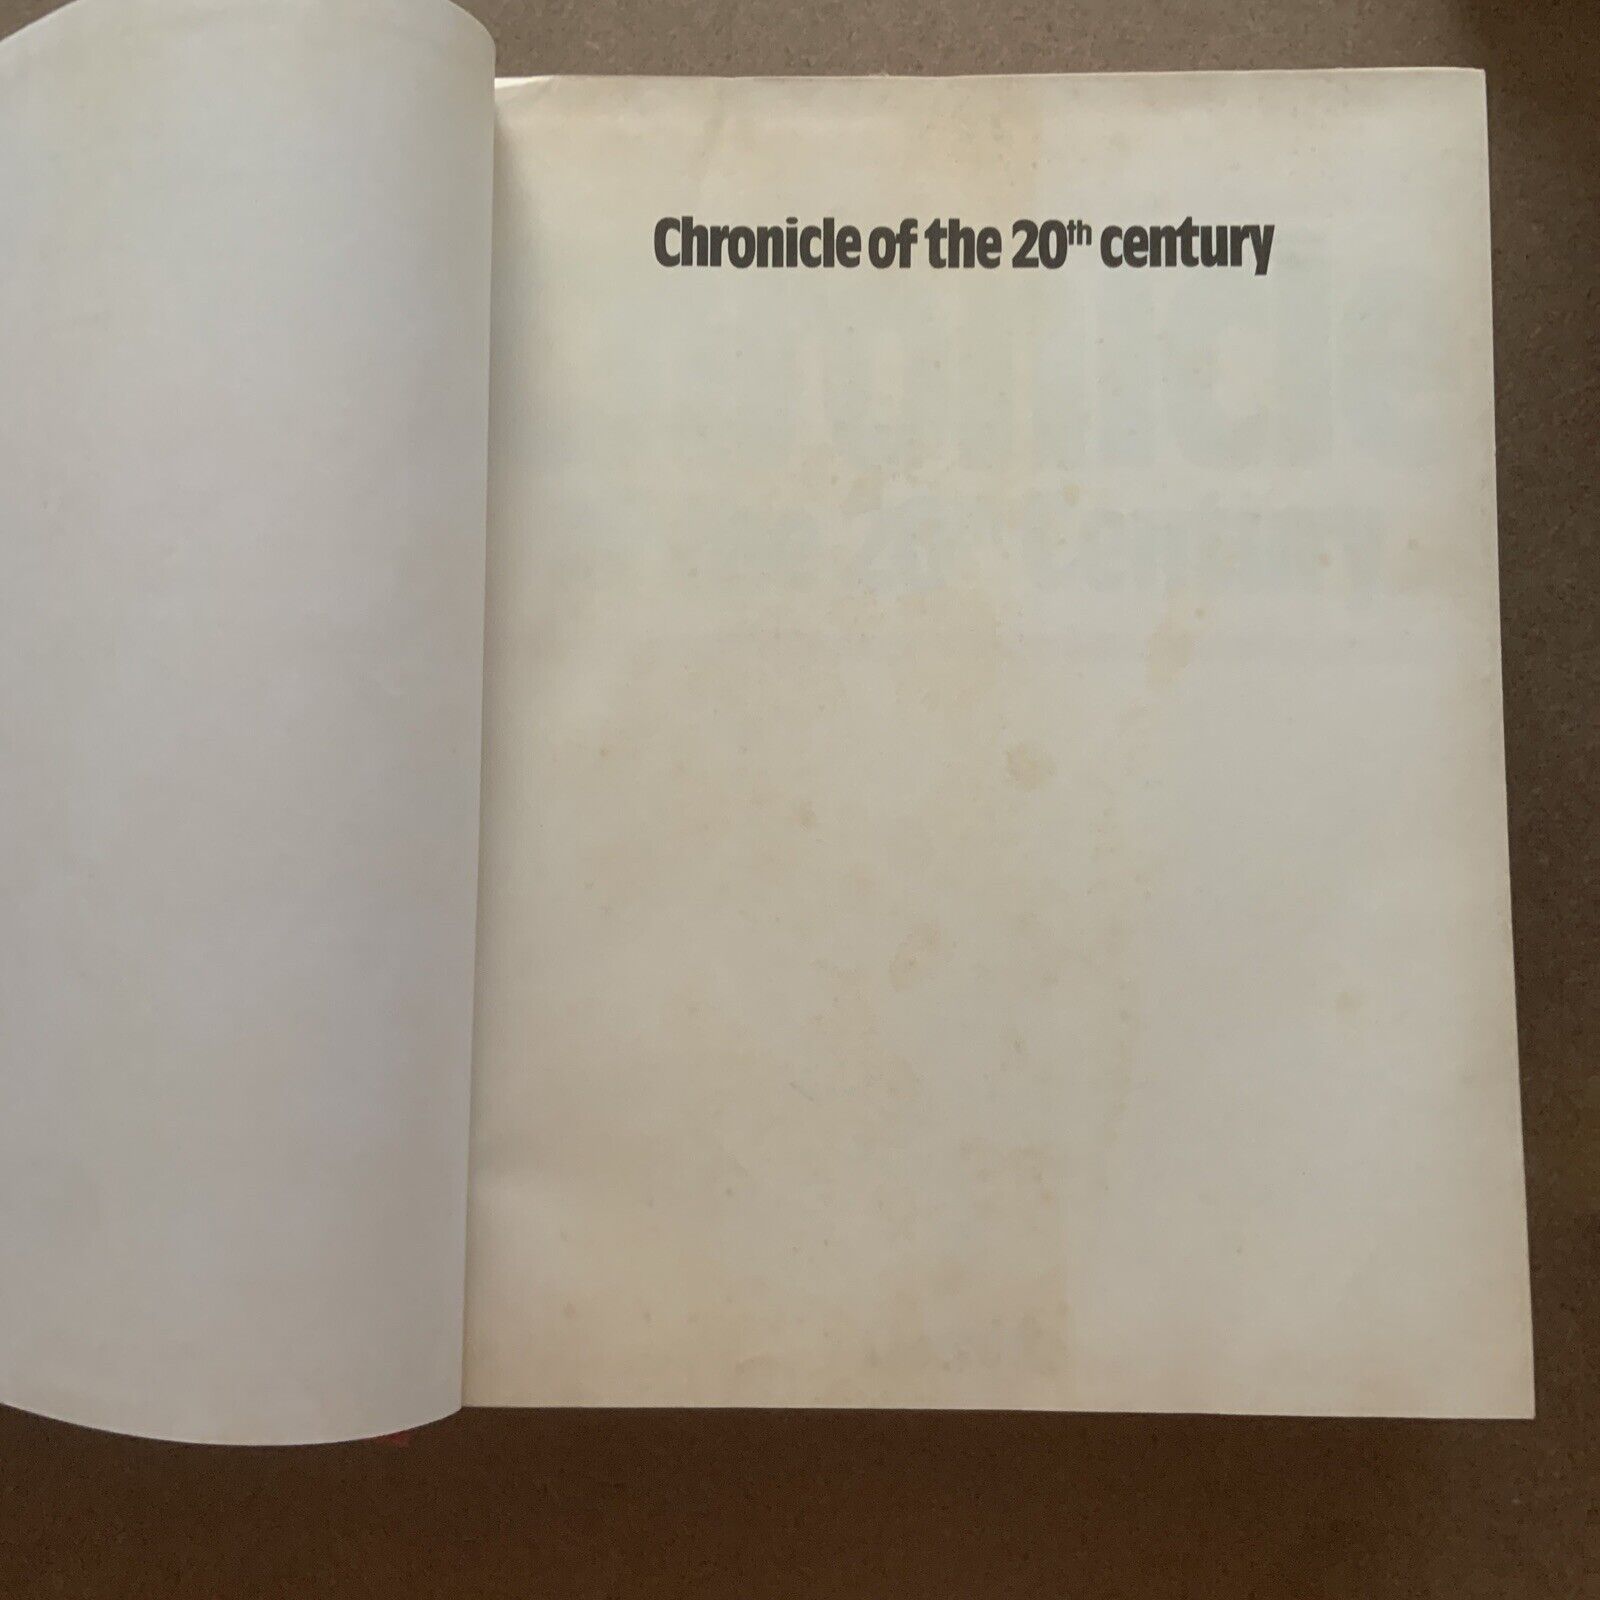 Chronicle of the 20th century